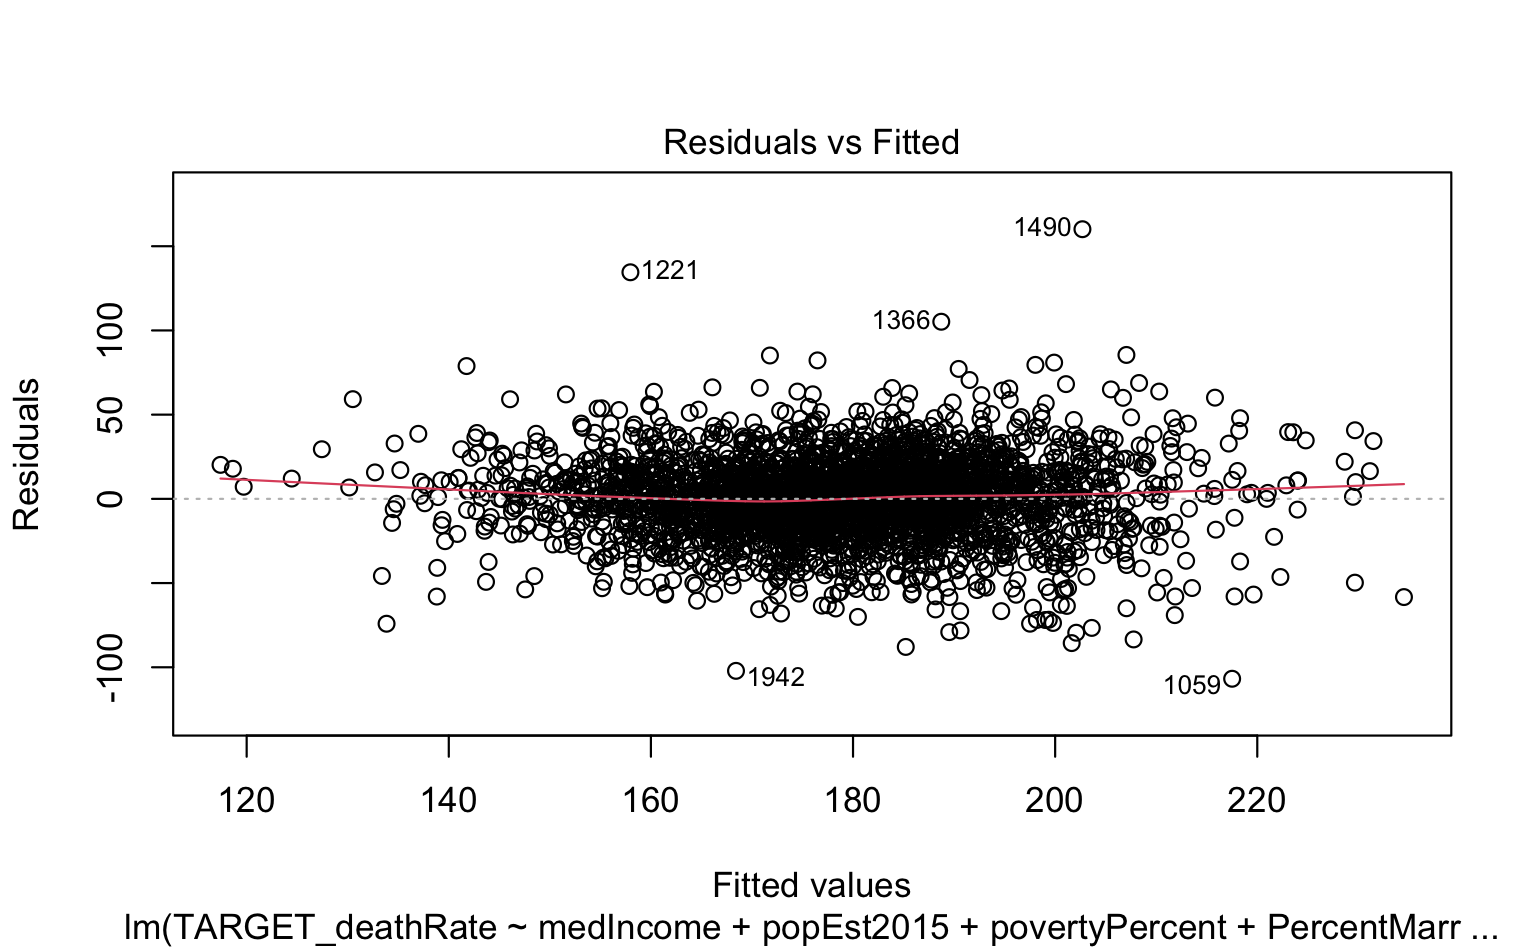 Residuals vs Fitted
1490
1221
1366
100
50
0
-100
Residuals
1942
1059
120 140 160 180 200 220
Fitted values
lm(TARGET_deathRate ~ medIncome + popEst2015 + povertyPercent + PercentMarr ...